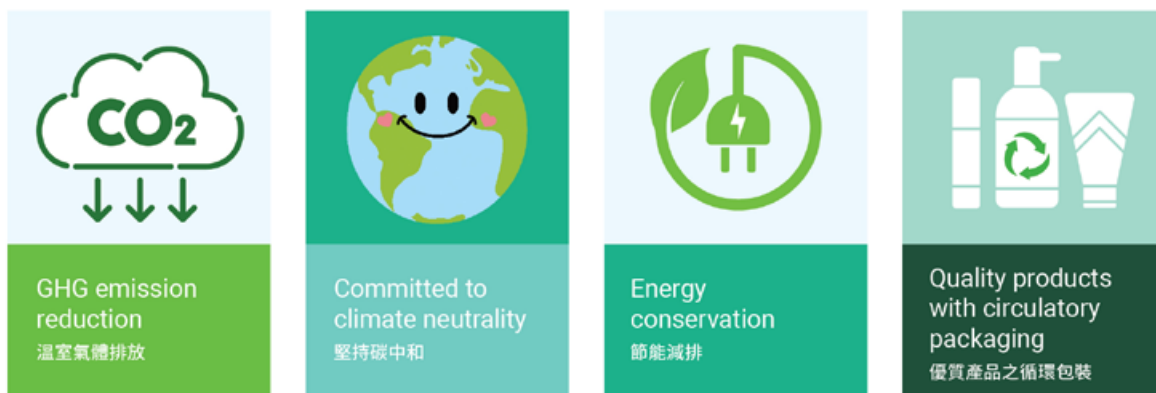 CO2
GHG emission
reduction
溫室氣體排放
Committed to
climate neutrality
堅持碳中和
Energy
conservation
節能減排
Quality products
with circulatory
packaging
優質產品之循環包裝